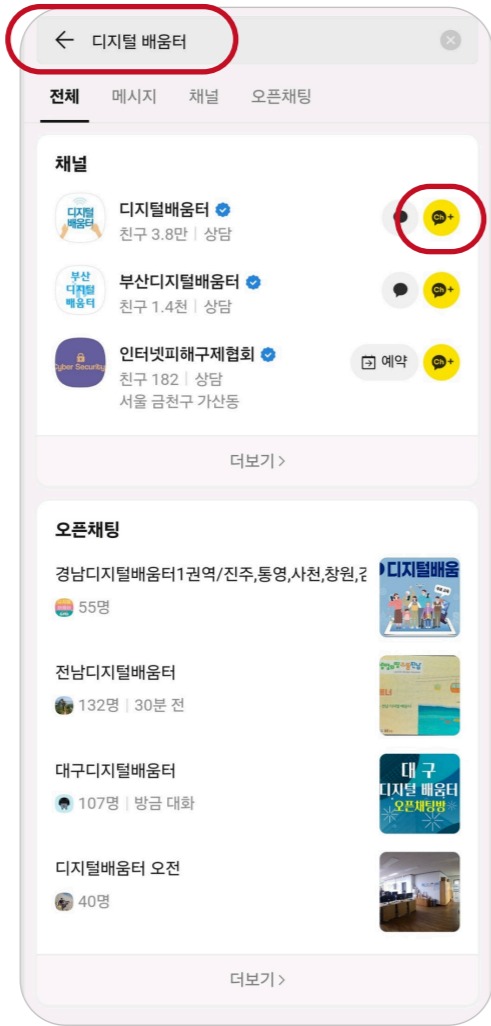 디지털 배움터
전체 메시지 채널 오픈채팅
채널
디지털
배움터
디지털배움터
친구 3.8만 | 상담
Ch+
부산
디지털
배움터
부산디지털배움터
친구 1.4천 | 상담
Ch+
Cyber Security
인터넷피해구제협회
친구 182 | 상담
서울 금천구 가산동
예약
Ch+
더보기 >
오픈채팅
경남디지털배움터1권역/진주,통영,사천,창원,
55명
디지털배움
전남디지털배움터
132명 | 30분 전
대구디지털배움터
107명 | 방금 대화
대구
디지털 배움터
오픈채팅방
디지털배움터 오전
40명
더보기 >